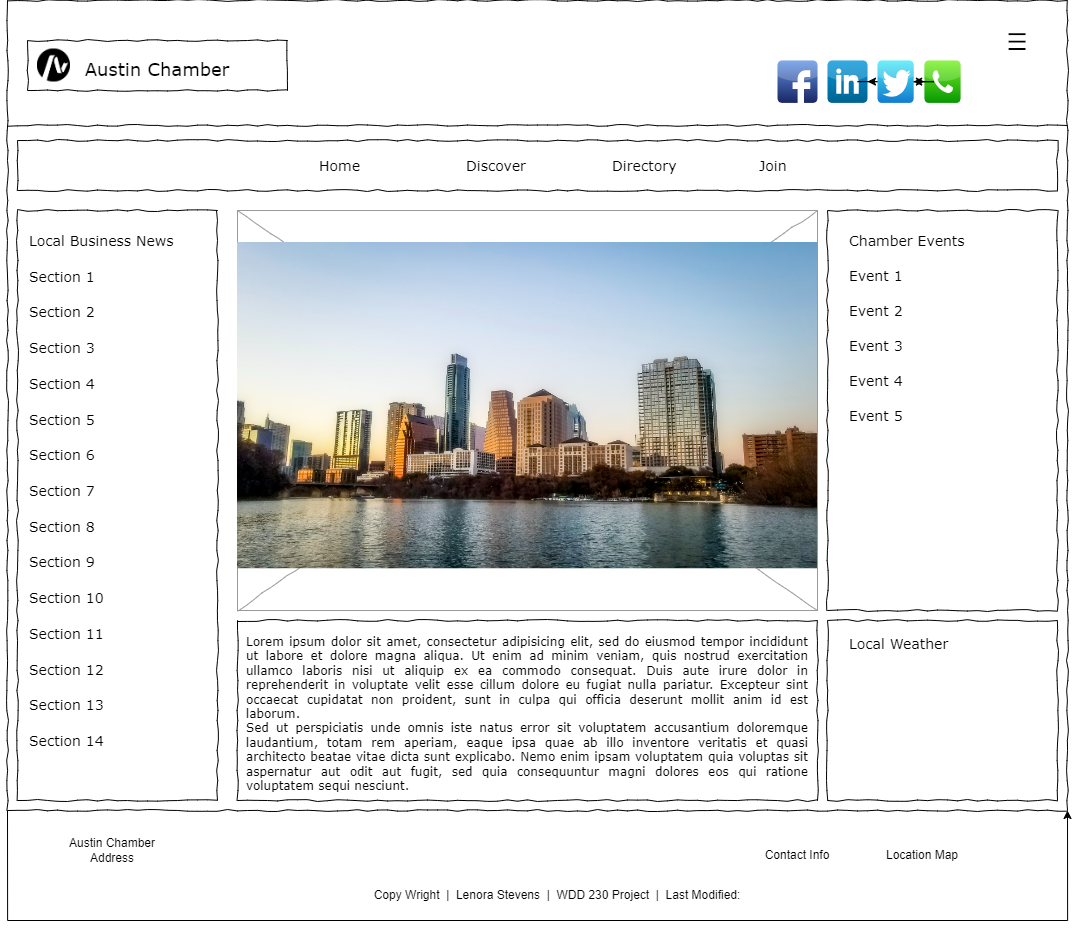 Austin Chamber
Home Discover Directory Join
Local Business News
Section 1
Section 2
Section 3
Section 4
Section 5
Section 6
Section 7
Section 8
Section 9
Section 10
Section 11
Section 12
Section 13
Section 14
Lorem ipsum dolor sit amet, consectetur adipisicing elit, sed do eiusmod tempor incididunt
ut labore et dolore magna aliqua. Ut enim ad minim veniam, quis nostrud exercitation
ullamco laboris nisi ut aliquip ex ea commodo consequat. Duis aute irure dolor in
reprehenderit in voluptate velit esse cillum dolore eu fugiat nulla pariatur. Excepteur sint
occaecat cupidatat non proident, sunt in culpa qui officia deserunt mollit anim id est
laborum.
Sed ut perspiciatis unde omnis iste natus error sit voluptatem accusantium doloremque
laudantium, totam rem aperiam, eaque ipsa quae ab illo inventore veritatis et quasi
architecto beatae vitae dicta sunt explicabo. Nemo enim ipsam voluptatem quia voluptas sit
aspernatur aut odit aut fugit, sed quia consequuntur magni dolores eos qui ratione
voluptatem sequi nesciunt.
Chamber Events
Event 1
Event 2
Event 3
Event 4
Event 5
Local Weather
Austin Chamber
Address
Contact Info
Location Map
Copy Wright | Lenora Stevens | WDD 230 Project | Last Modified: